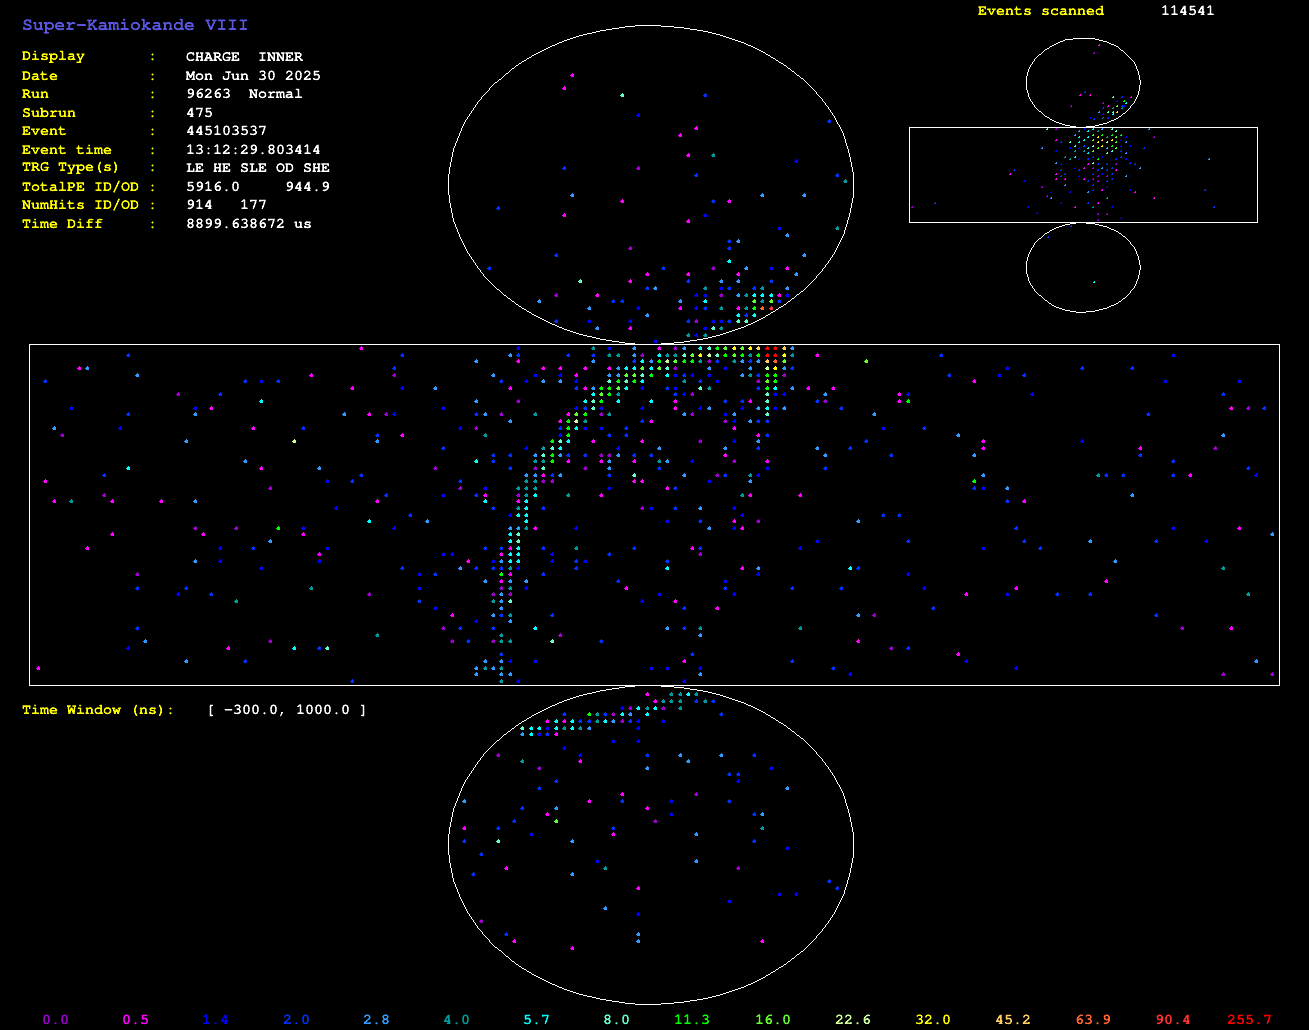 Super-Kamiokande VIII
Events scanned 114541
Display : CHARGE INNER
Date : Mon Jun 30 2025
Run : 96263 Normal
Subrun : 475
Event : 445103537
Event time : 13:12:29.803414
TRG Type(s) : LE HE SLE OD SHE
TotalPE ID/OD : 5916.0 944.9
NumHits ID/OD : 914 177
Time Diff : 8899.638672 us
Time Window (ns): [ -300.0, 1000.0 ]
0.0 0.5 1.4 2.0 2.8 4.0 5.7 8.0 11.3 16.0 22.6 32.0 45.2 63.9 90.4 255.7